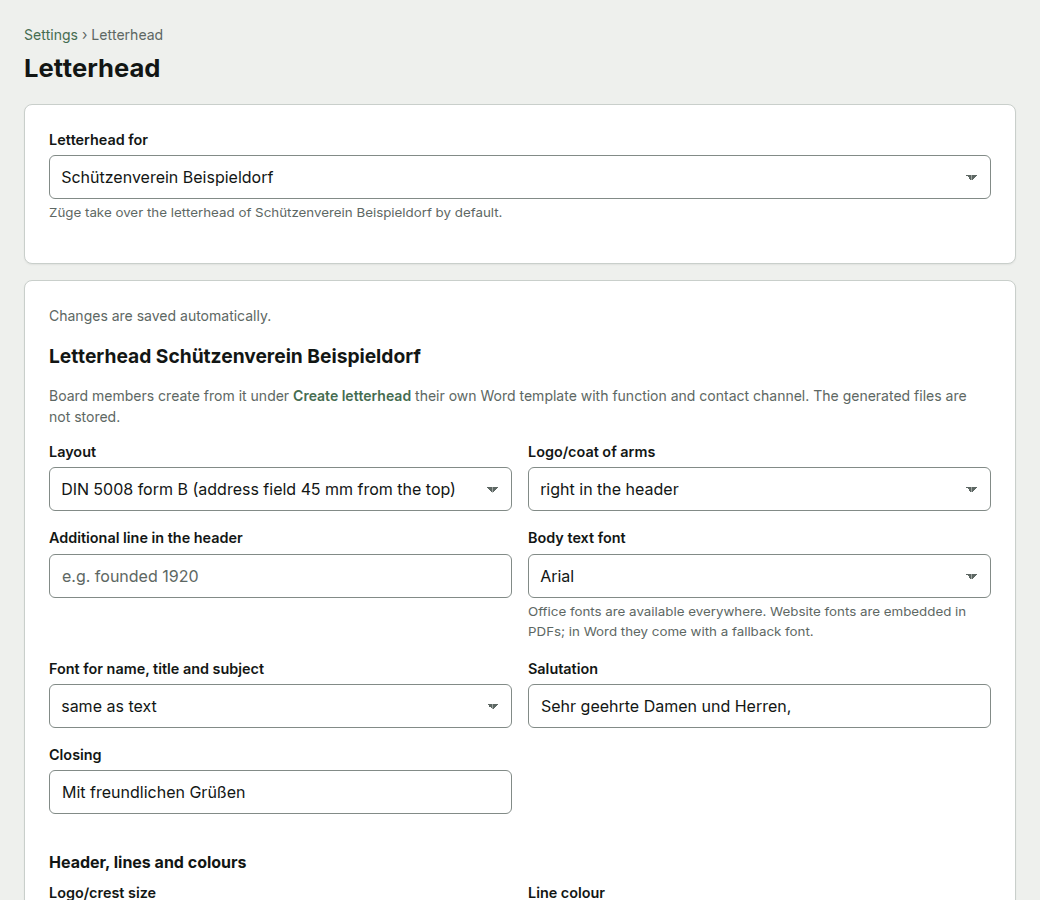 Settings › Letterhead
Letterhead
Letterhead for
Schützenverein Beispieldorf
Züge take over the letterhead of Schützenverein Beispieldorf by default.
Changes are saved automatically.
Letterhead Schützenverein Beispieldorf
Board members create from it under Create letterhead their own Word template with function and contact channel. The generated files are
not stored.
Layout
DIN 5008 form B (address field 45 mm from the top)
Logo/coat of arms
right in the header
Additional line in the header
e.g. founded 1920
Body text font
Arial
Office fonts are available everywhere. Website fonts are embedded in
PDFs; in Word they come with a fallback font.
Font for name, title and subject
same as text
Salutation
Sehr geehrte Damen und Herren,
Closing
Mit freundlichen Grüßen
Header, lines and colours
Logo/crest size
Line colour